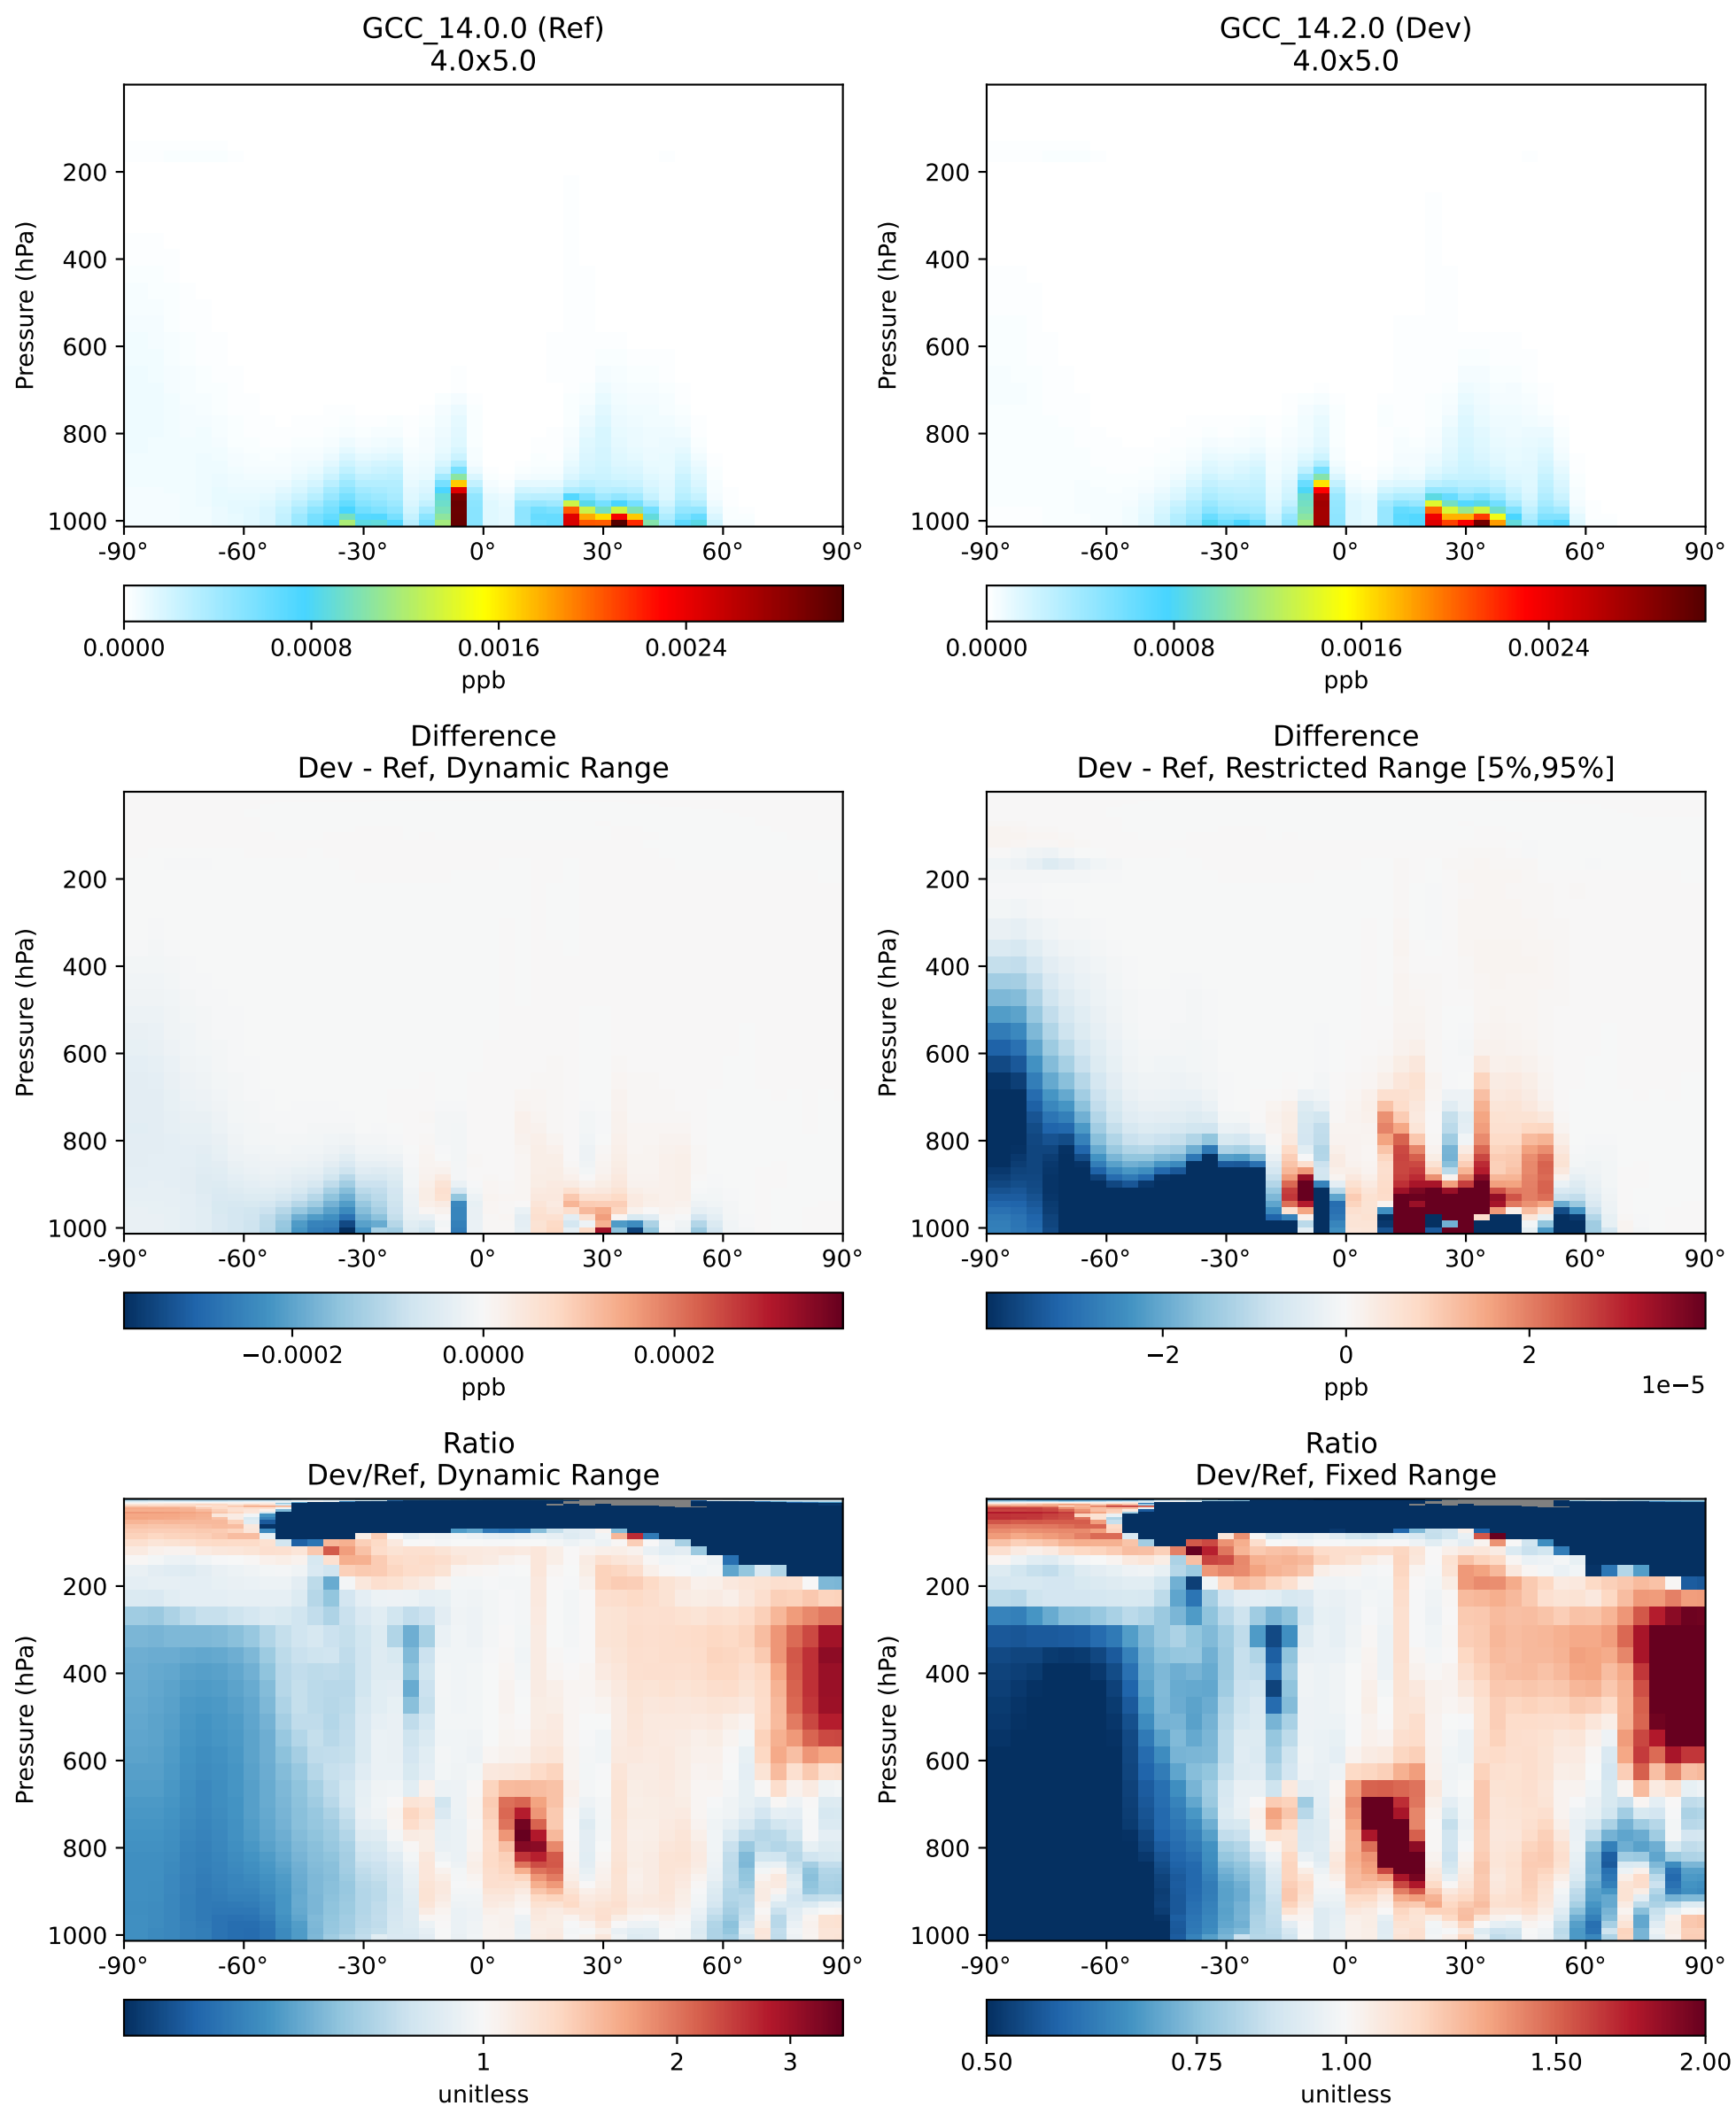 GCC_14.0.0 (Ref)
4.0x5.0
Pressure (hPa)
200
400
600
800
1000
-90° -60° -30° 0° 30° 60° 90°
0.0000 0.0008 0.0016 0.0024
ppb
GCC_14.2.0 (Dev)
4.0x5.0
Pressure (hPa)
200
400
600
800
1000
-90° -60° -30° 0° 30° 60° 90°
0.0000 0.0008 0.0016 0.0024
ppb
Difference
Dev - Ref, Dynamic Range
Pressure (hPa)
200
400
600
800
1000
-90° -60° -30° 0° 30° 60° 90°
−0.0002 0.0000 0.0002
ppb
Difference
Dev - Ref, Restricted Range [5%,95%]
Pressure (hPa)
200
400
600
800
1000
-90° -60° -30° 0° 30° 60° 90°
−2 0 2
ppb
1e−5
Ratio
Dev/Ref, Dynamic Range
Pressure (hPa)
200
400
600
800
1000
-90° -60° -30° 0° 30° 60° 90°
1 2 3
unitless
Ratio
Dev/Ref, Fixed Range
Pressure (hPa)
200
400
600
800
1000
-90° -60° -30° 0° 30° 60° 90°
0.50 0.75 1.00 1.50 2.00
unitless